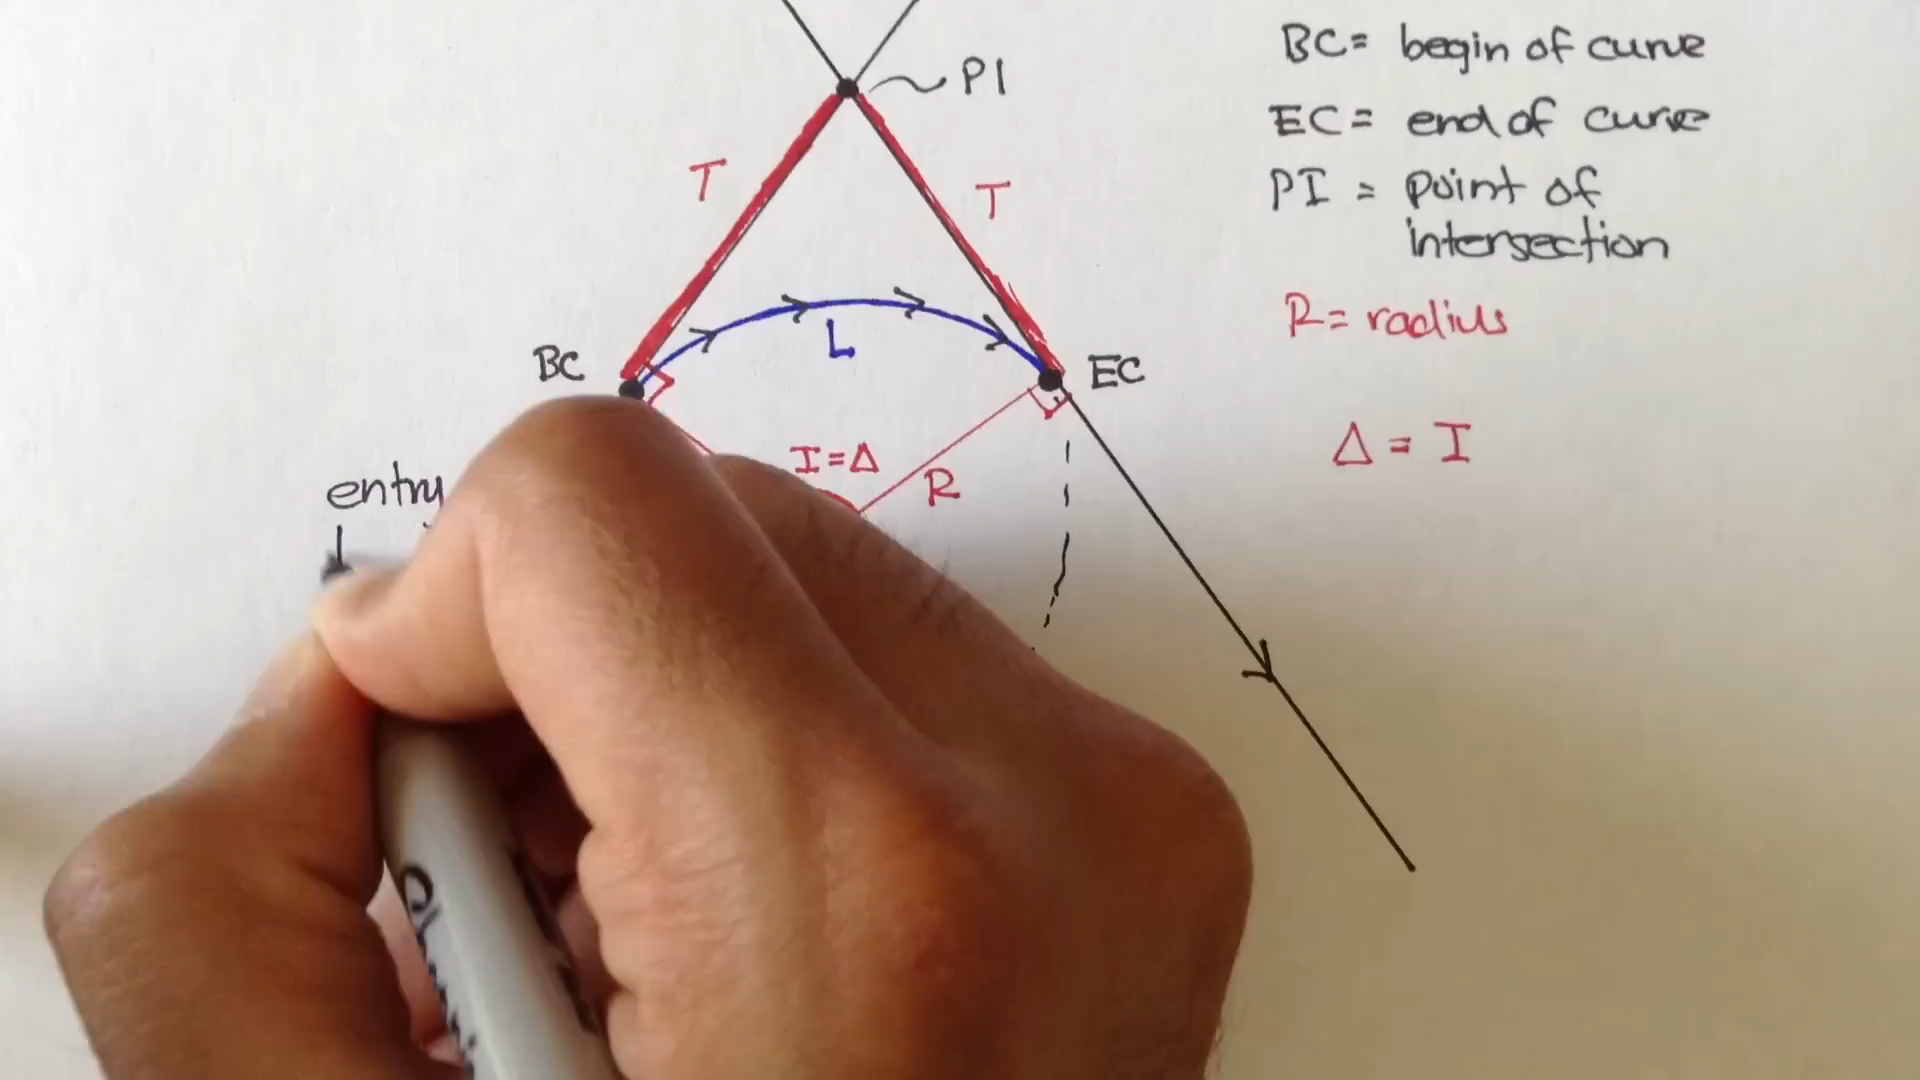 PI
T
T
L
BC
EC
I=Δ
R
entry
BC= begin of curve
EC= end of curve
PI = point of
intersection
R= radius
Δ = I